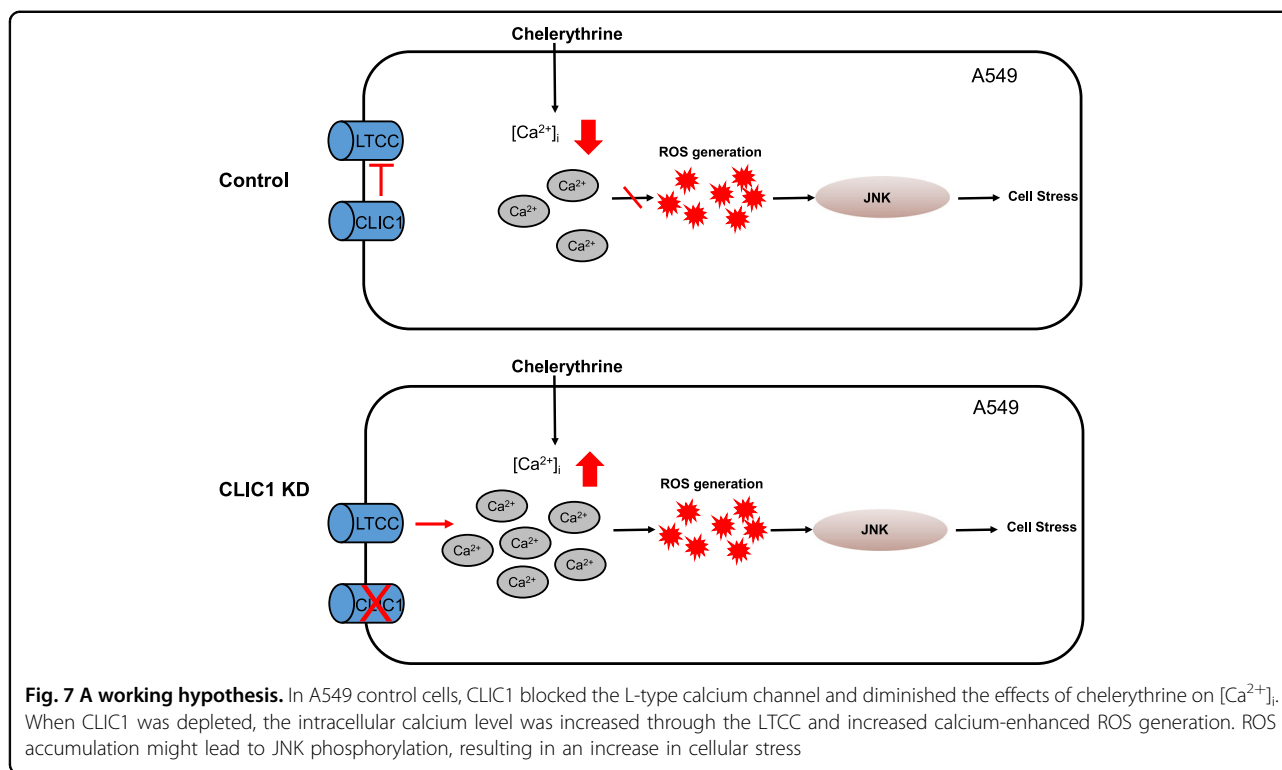 Chelerythrine
A549
[Ca²⁺]ᵢ
LTCC
ROS generation
Control
Ca²⁺
Ca²⁺
Ca²⁺
CLIC1
JNK
Cell Stress
Chelerythrine
A549
[Ca²⁺]ᵢ
CLIC1 KD
ROS generation
LTCC
Ca²⁺
Ca²⁺
Ca²⁺
Ca²⁺
Ca²⁺
Ca²⁺
JNK
Cell Stress
CLIC1
Fig. 7 A working hypothesis. In A549 control cells, CLIC1 blocked the L-type calcium channel and diminished the effects of chelerythrine on [Ca²⁺]ᵢ.
When CLIC1 was depleted, the intracellular calcium level was increased through the LTCC and increased calcium-enhanced ROS generation. ROS
accumulation might lead to JNK phosphorylation, resulting in an increase in cellular stress